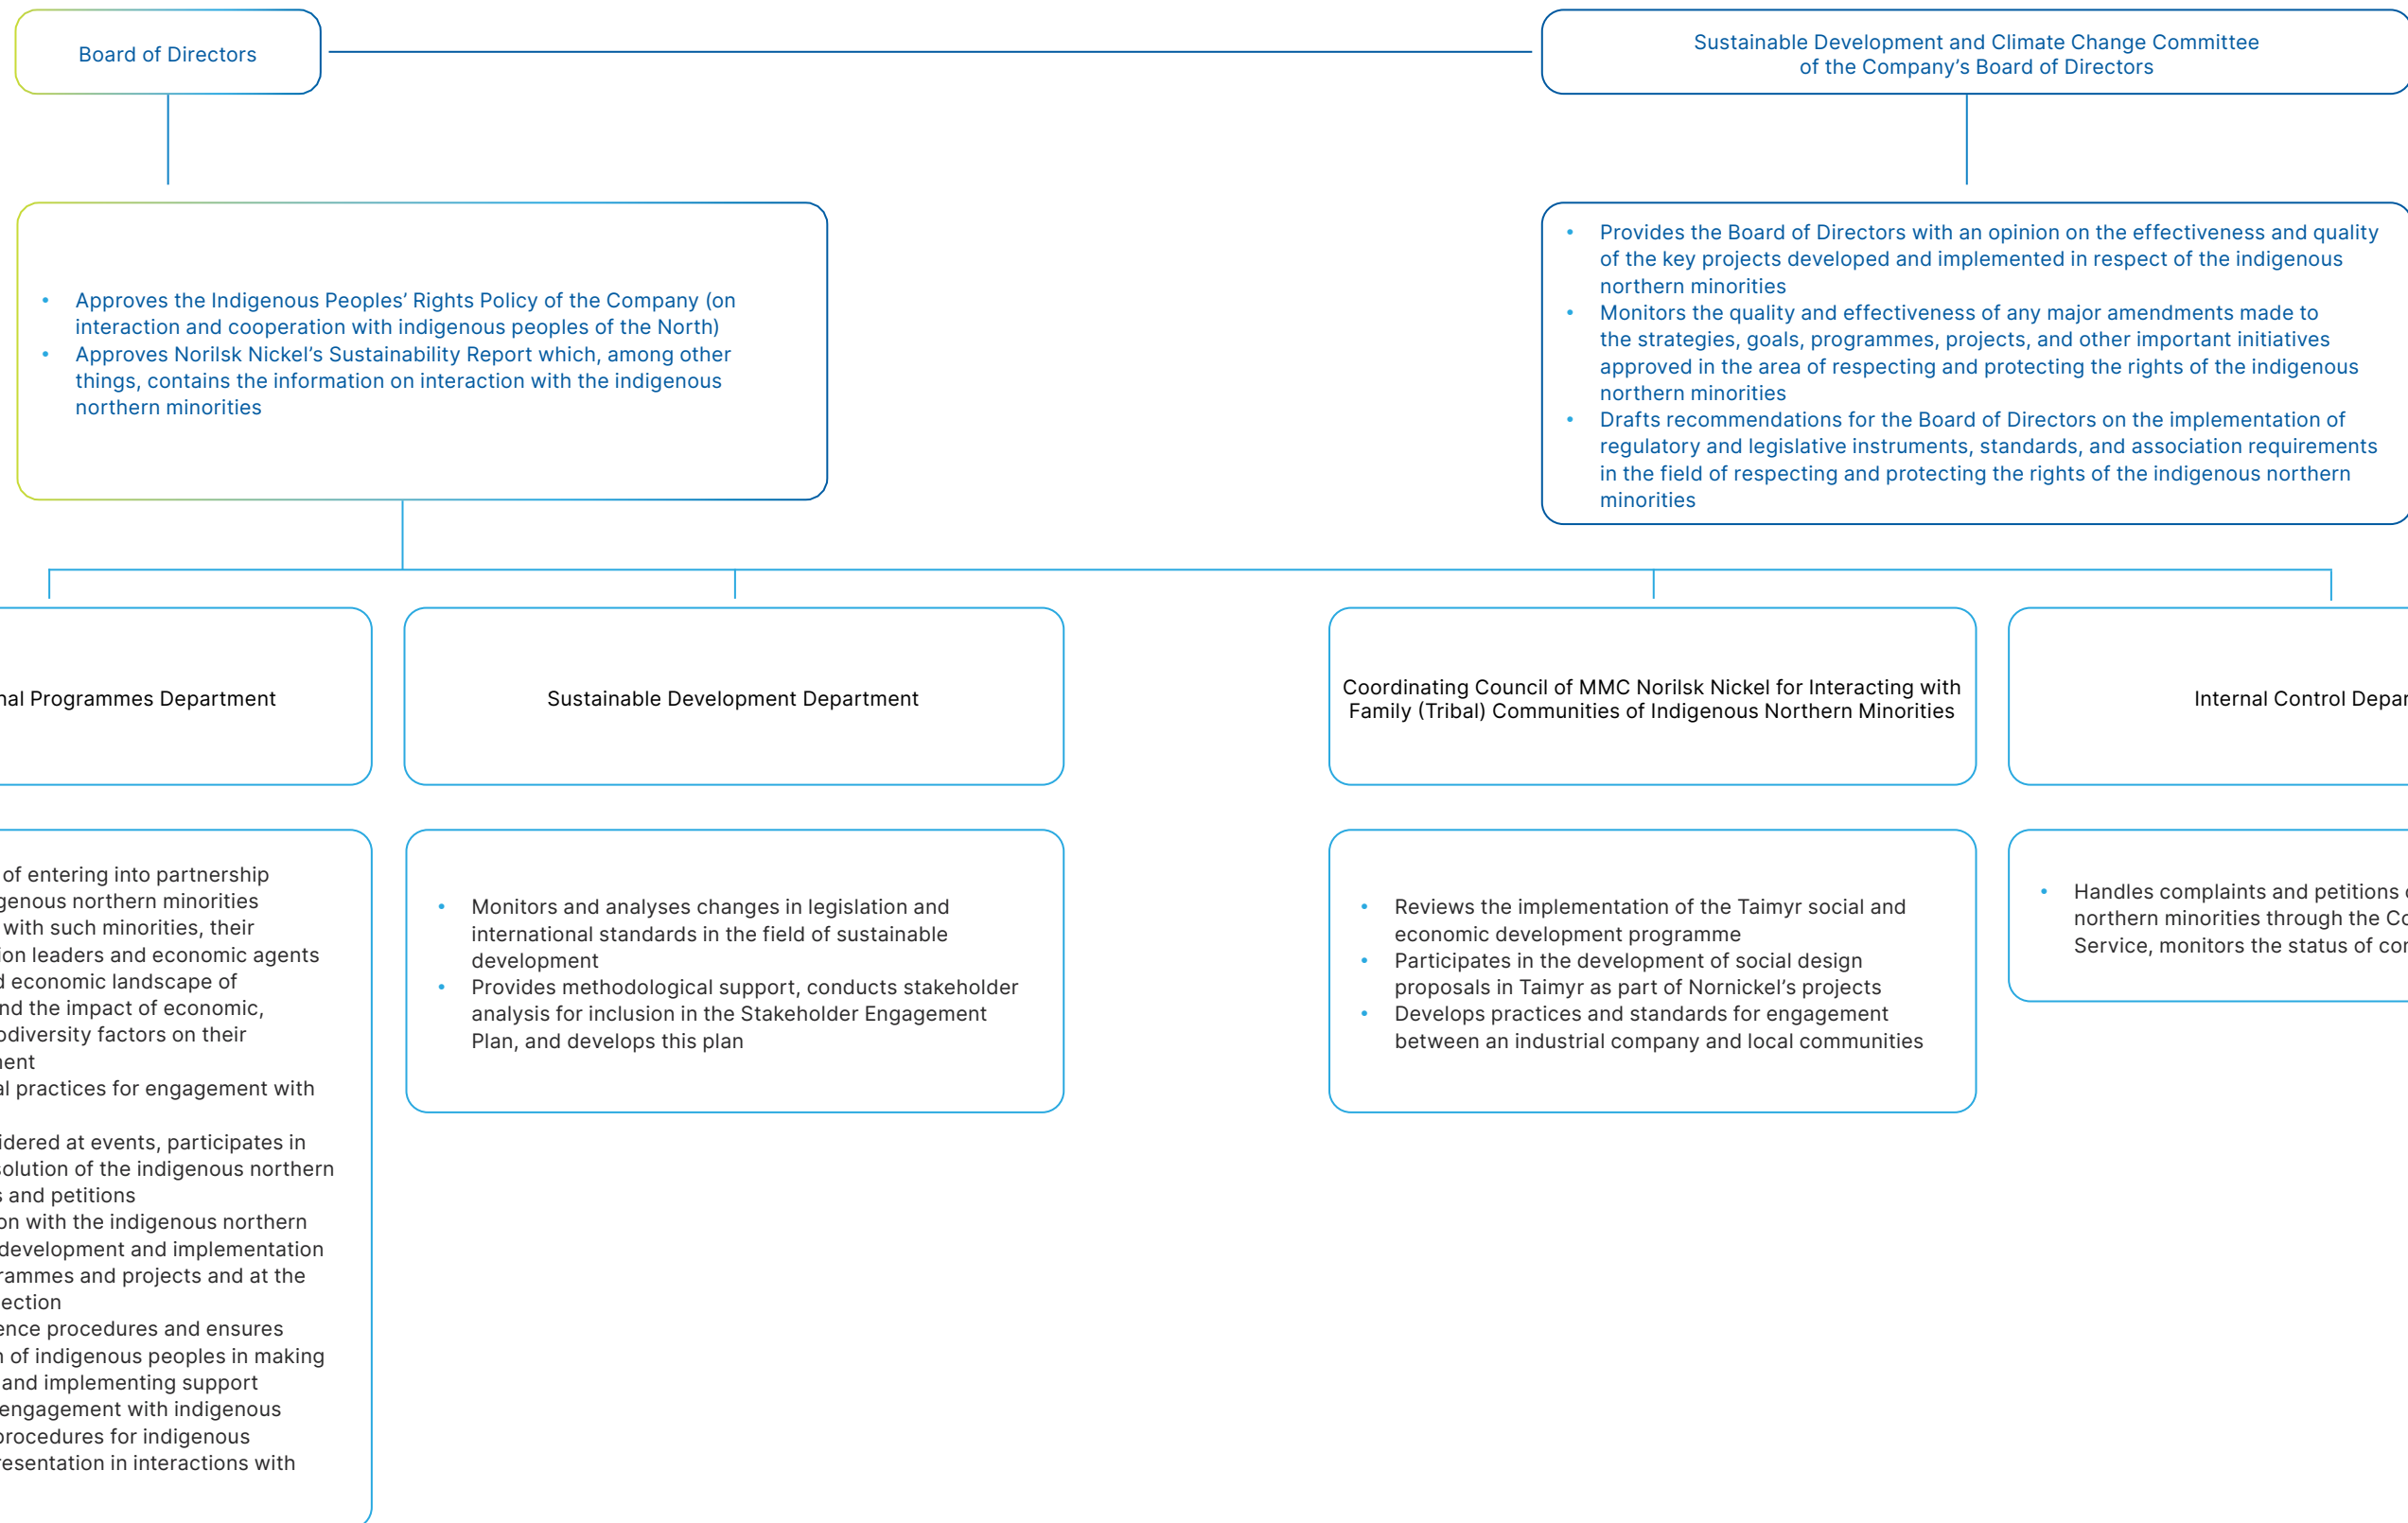 Board of Directors
Sustainable Development and Climate Change Committee
of the Company’s Board of Directors
• Approves the Indigenous Peoples’ Rights Policy of the Company (on
interaction and cooperation with indigenous peoples of the North)
• Approves Norilsk Nickel’s Sustainability Report which, among other
things, contains the information on interaction with the indigenous
northern minorities
• Provides the Board of Directors with an opinion on the effectiveness and quality
of the key projects developed and implemented in respect of the indigenous
northern minorities
• Monitors the quality and effectiveness of any major amendments made to
the strategies, goals, programmes, projects, and other important initiatives
approved in the area of respecting and protecting the rights of the indigenous
northern minorities
• Drafts recommendations for the Board of Directors on the implementation of
regulatory and legislative instruments, standards, and association requirements
in the field of respecting and protecting the rights of the indigenous northern
minorities
Programmes Department
Sustainable Development Department
Coordinating Council of MMC Norilsk Nickel for Interacting with
Family (Tribal) Communities of Indigenous Northern Minorities
Internal Control
of entering into partnership
northern minorities
with such minorities, their
leaders and economic agents
economic landscape of
and the impact of economic,
factors on their
practices for engagement with
at events, participates in
of the indigenous northern
and petitions
with the indigenous northern
development and implementation
and projects and at the
procedures and ensures
of indigenous peoples in making
and implementing support
engagement with indigenous
procedures for indigenous
in interactions with
• Monitors and analyses changes in legislation and
international standards in the field of sustainable
development
• Provides methodological support, conducts stakeholder
analysis for inclusion in the Stakeholder Engagement
Plan, and develops this plan
• Reviews the implementation of the Taimyr social and
economic development programme
• Participates in the development of social design
proposals in Taimyr as part of Nornickel’s projects
• Develops practices and standards for engagement
between an industrial company and local communities
• Handles complaints and petitions
northern minorities through the
Service, monitors the status of